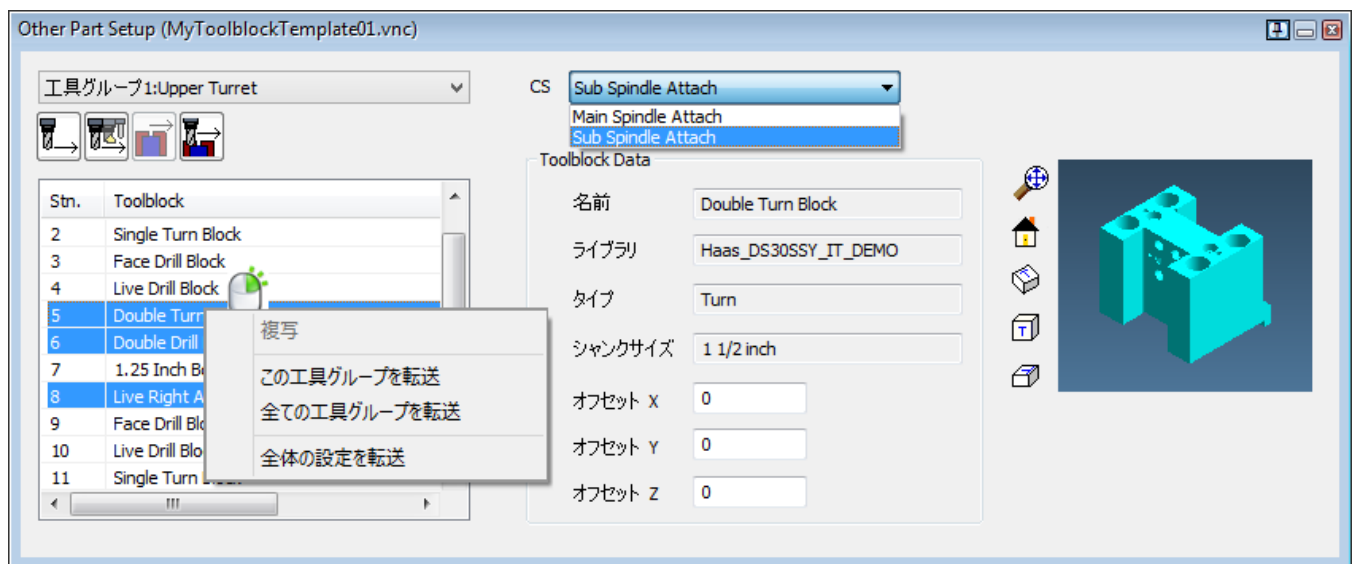 Other Part Setup (MyToolblockTemplate01.vnc)
工具グループ1:Upper Turret
CS
Sub Spindle Attach
Main Spindle Attach
Sub Spindle Attach
Stn. Toolblock
2 Single Turn Block
3 Face Drill Block
4 Live Drill Block
5 Double Turn
6 Double Drill
7 1.25 Inch
8 Live Right
9 Face Drill
10 Live Drill
11 Single Turn
複写
この工具グループを転送
全ての工具グループを転送
全体の設定を転送
Toolblock Data
名前 Double Turn Block
ライブラリ Haas_DS30SSY_IT_DEMO
タイプ Turn
シャンクサイズ 1 1/2 inch
オフセット X 0
オフセット Y 0
オフセット Z 0
T